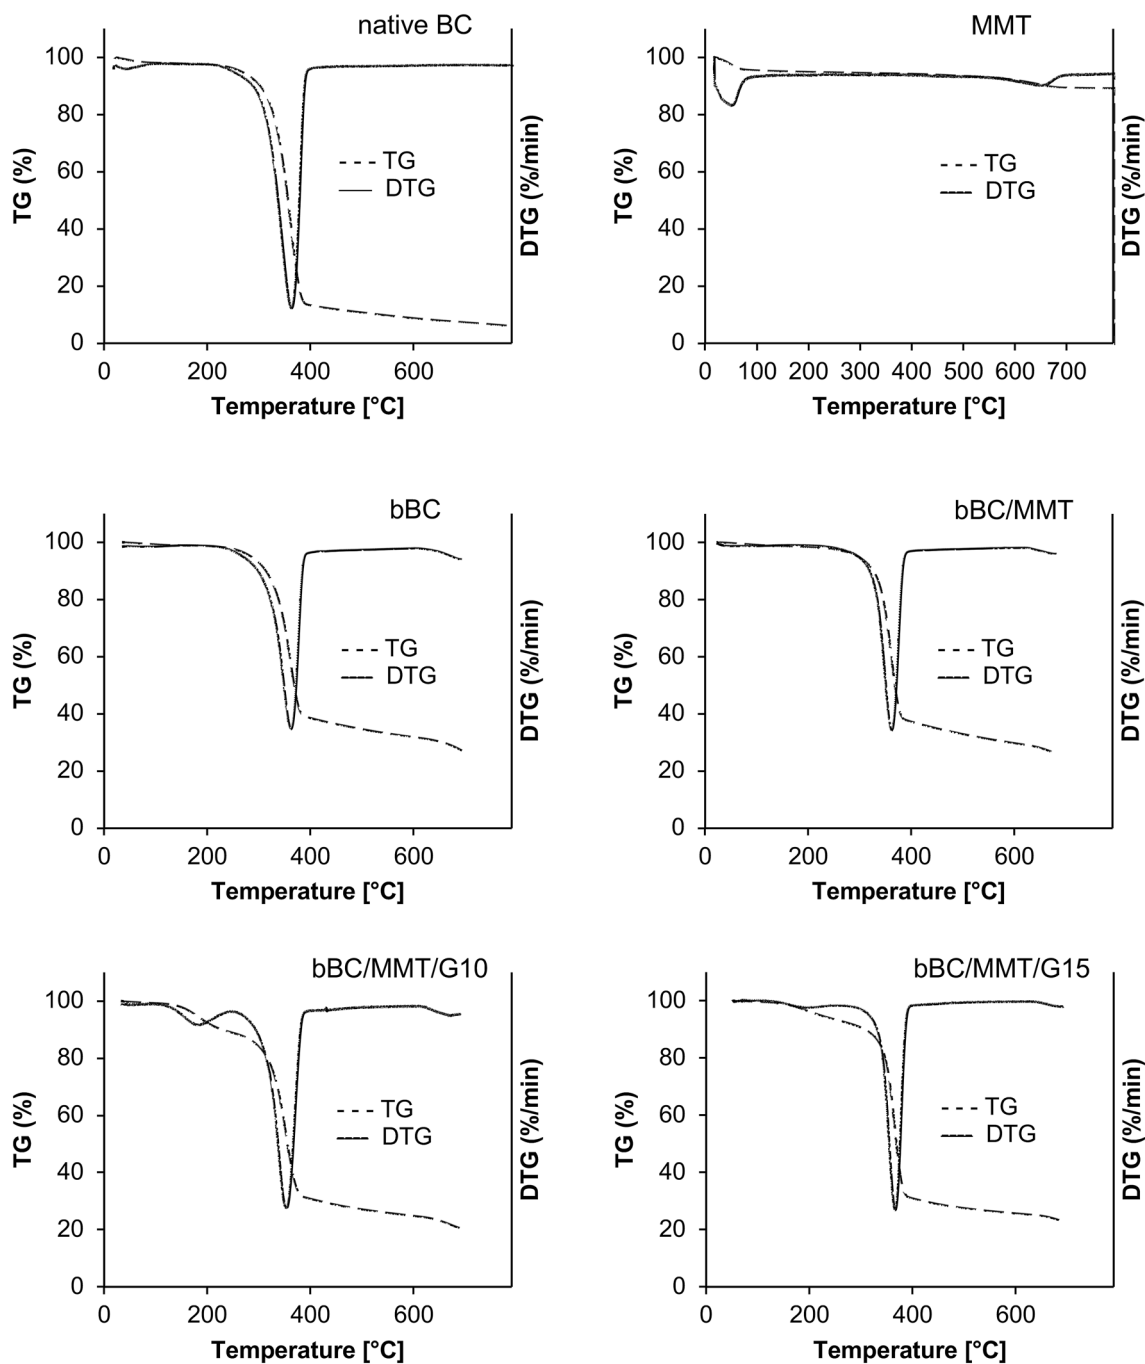 native BC
100
80
60
40
20
0
TG (%)
DTG (%/min)
TG
DTG
0 200 400 600
Temperature [°C]
MMT
100
80
60
40
20
0
TG (%)
DTG (%/min)
TG
DTG
0 100 200 300 400 500 600 700
Temperature [°C]
bBC
100
80
60
40
20
0
TG (%)
DTG (%/min)
TG
DTG
0 200 400 600
Temperature [°C]
bBC/MMT
100
80
60
40
20
0
TG (%)
DTG (%/min)
TG
DTG
0 200 400 600
Temperature [°C]
bBC/MMT/G10
100
80
60
40
20
0
TG (%)
DTG (%/min)
TG
DTG
0 200 400 600
Temperature [°C]
bBC/MMT/G15
100
80
60
40
20
0
TG (%)
DTG (%/min)
TG
DTG
0 200 400 600
Temperature [°C]